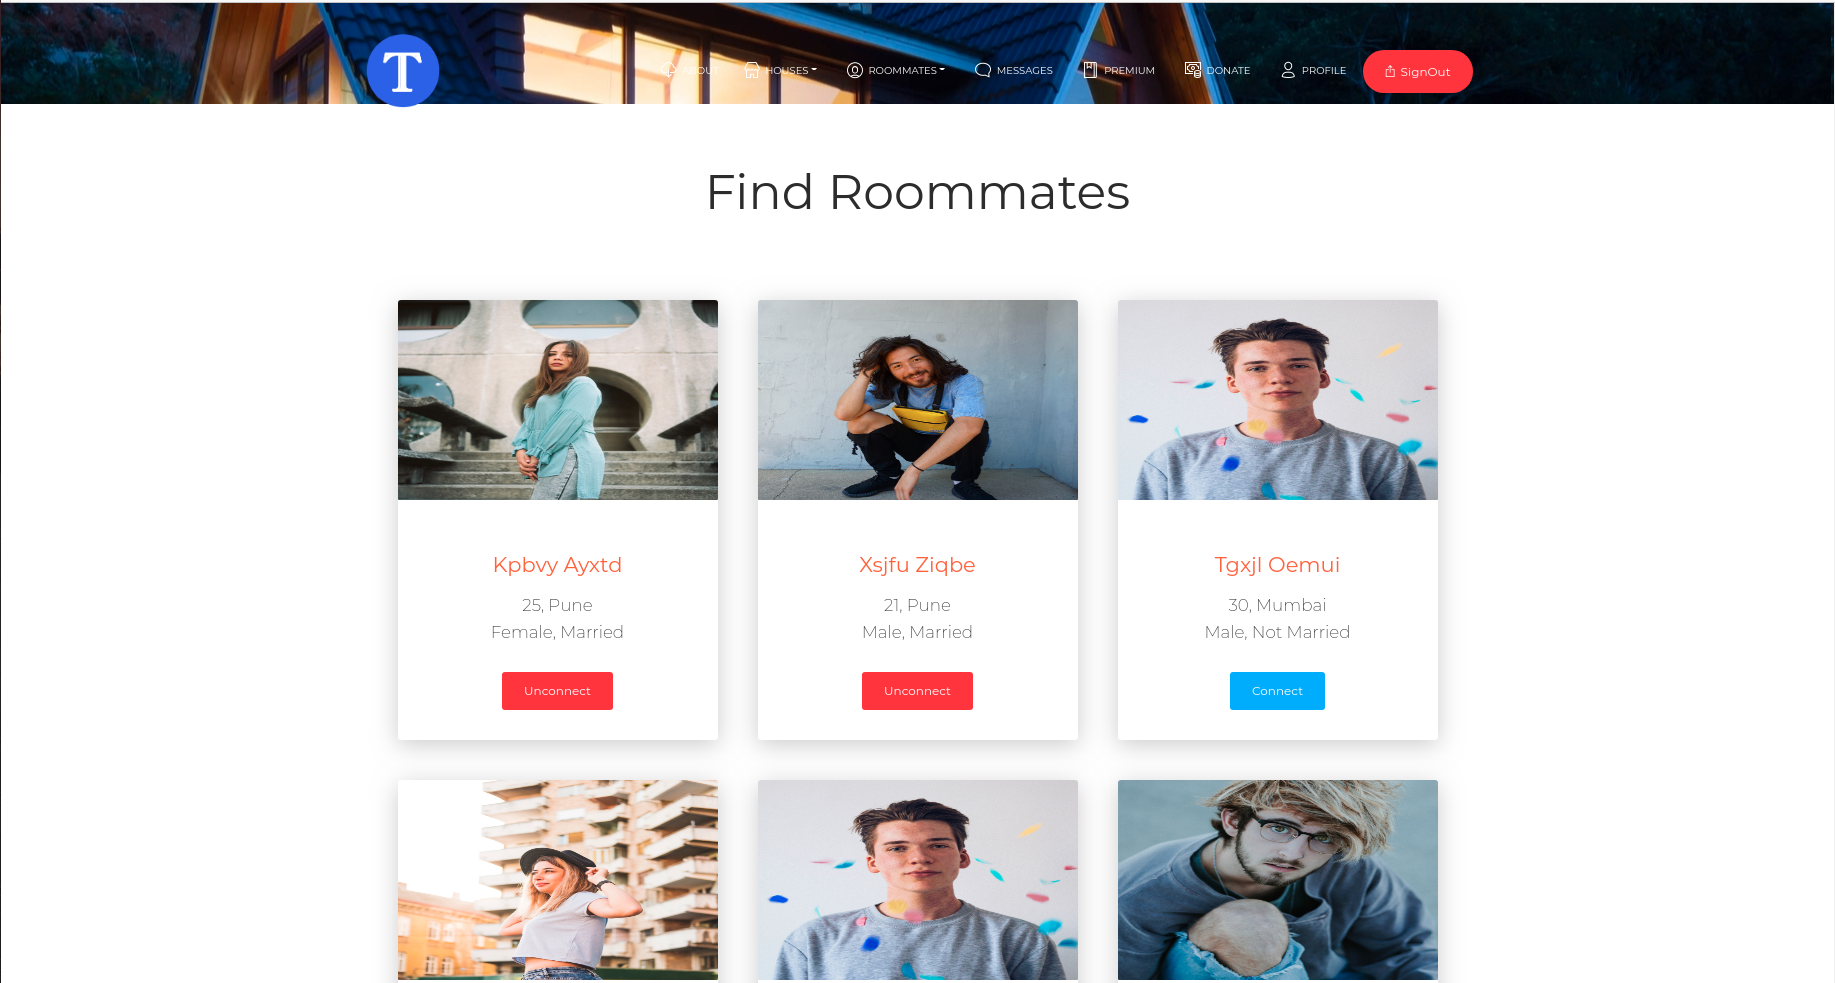 T
ABOUT
HOUSES
ROOMMATES
MESSAGES
PREMIUM
DONATE
PROFILE
SignOut
Find Roommates
Kpbvy Ayxtd
25, Pune
Female, Married
Unconnect
Xsjfu Ziqbe
21, Pune
Male, Married
Unconnect
Tgxjl Oemui
30, Mumbai
Male, Not Married
Connect